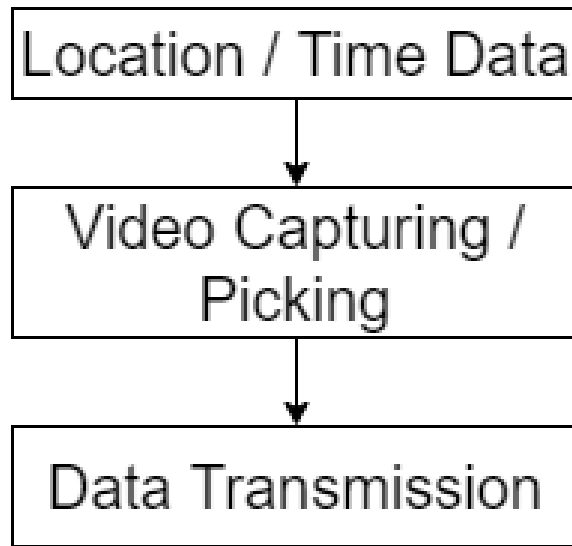 Location / Time Data
Video Capturing /
Picking
Data Transmission